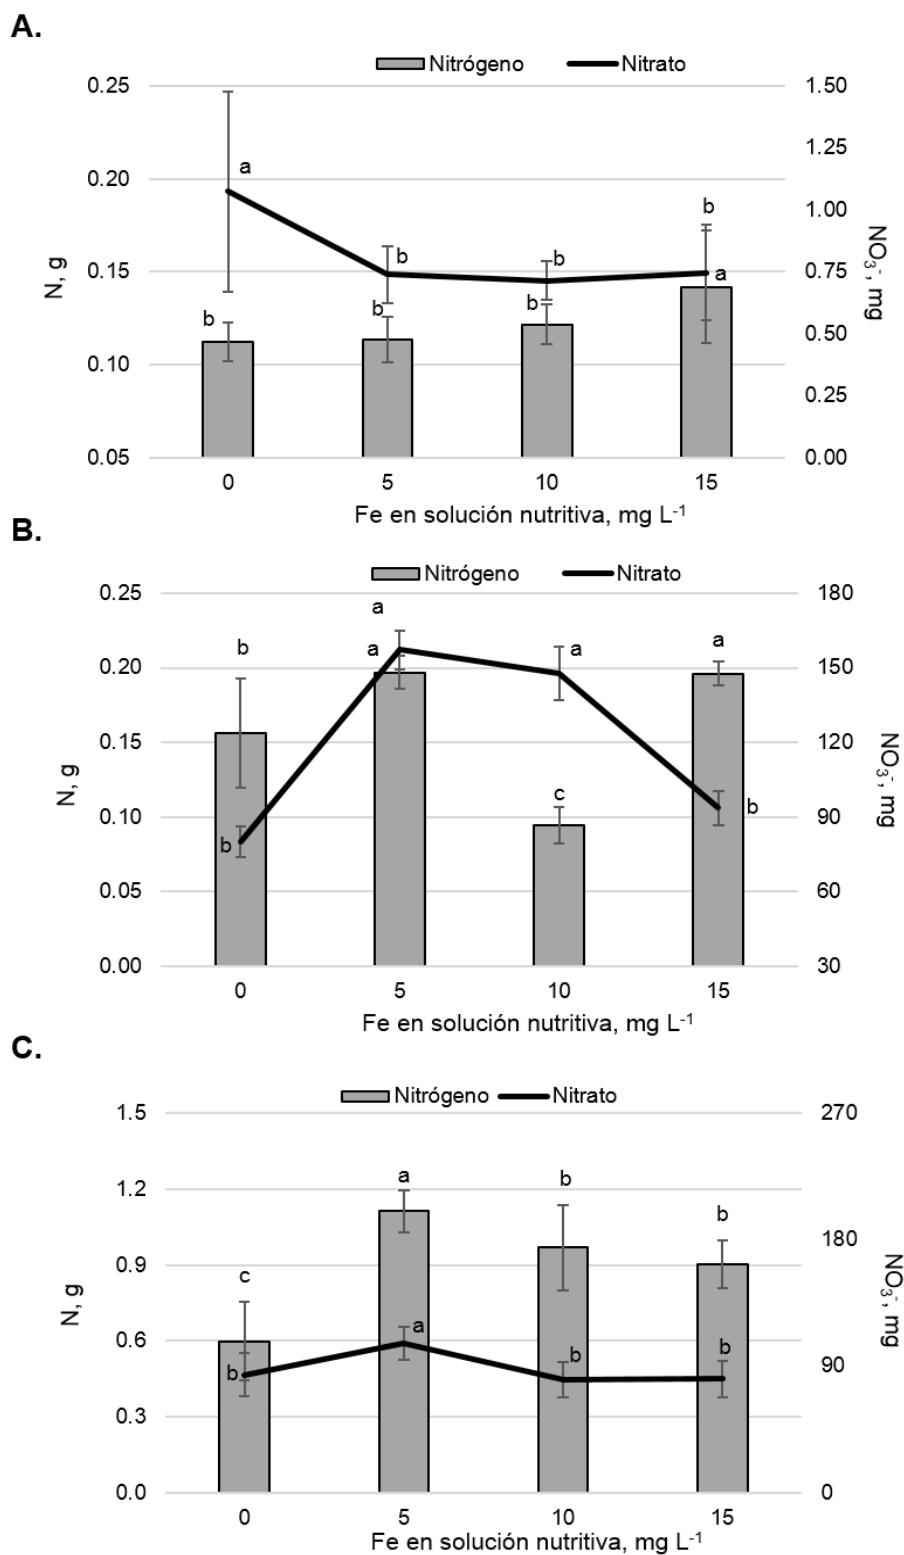 A.
Nitrógeno Nitrato
0.25 1.50
1.25
a
0.20 b
1.00
N, g
NO₃⁻, mg
b b
0.15 0.75
a
b b b
0.50
0.10
0.25
0.05 0.00
0 5 10 15
Fe en solución nutritiva, mg L⁻¹
B.
Nitrógeno Nitrato
0.25 180
a
b a a a
0.20 150
0.15 120
N, g
NO₃⁻, mg
c b
0.10 90
b
0.05 60
0.00 30
0 5 10 15
Fe en solución nutritiva, mg L⁻¹
C.
Nitrógeno Nitrato
1.5 270
1.2 a b
b
180
0.9
c
N, g
NO₃⁻, mg
0.6 a
b b
b 90
0.3
0.0 0
0 5 10 15
Fe en solución nutritiva, mg L⁻¹